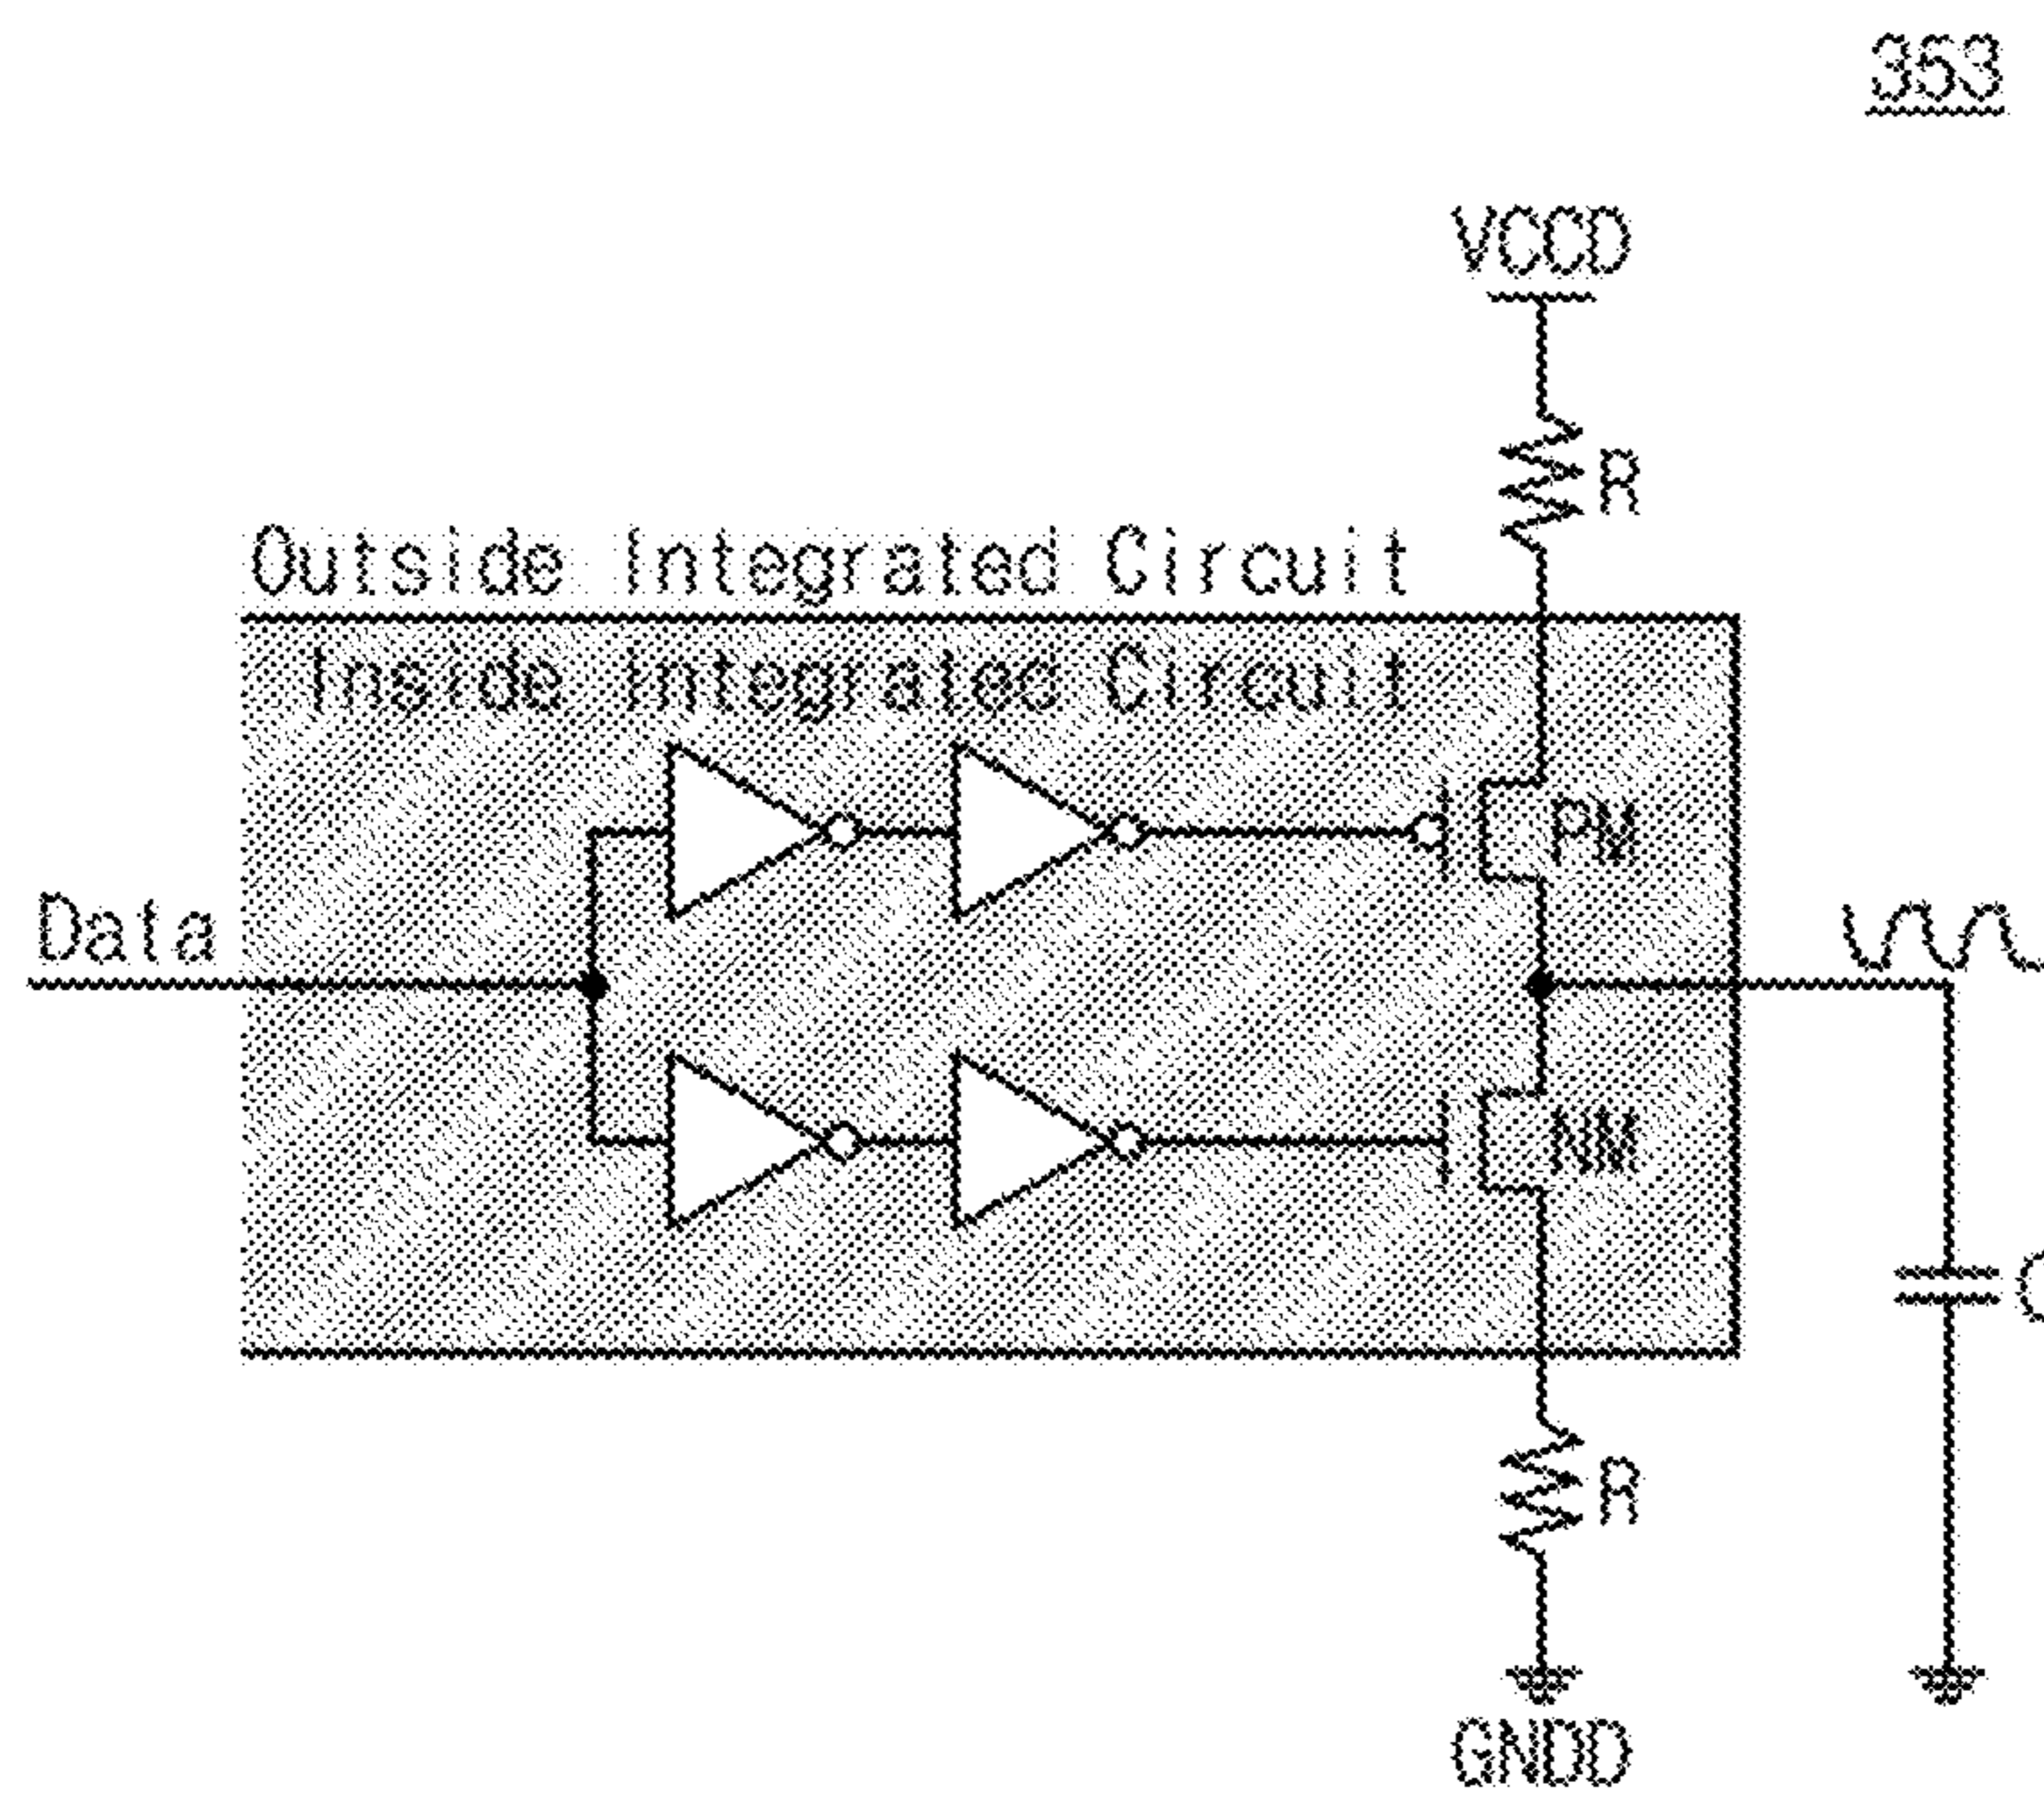 353
VCCD
R
Outside Integrated Circuit
Inside Integrated Circuit
PM
Data
NM
R
GNDD